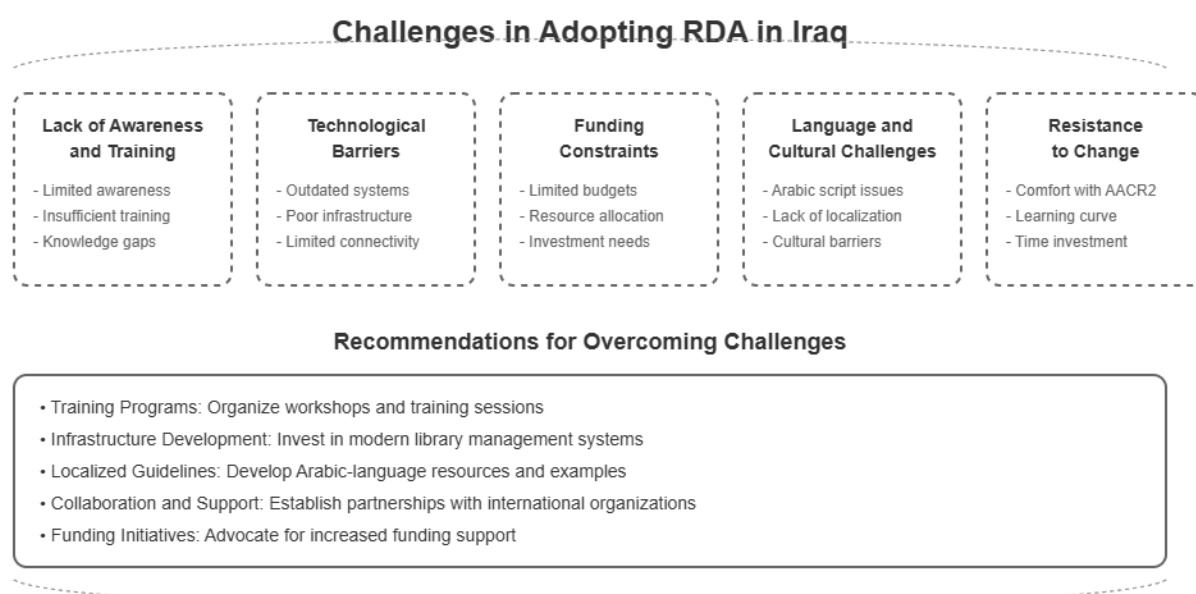 Challenges in Adopting RDA in Iraq
Lack of Awareness
and Training
- Limited awareness
- Insufficient training
- Knowledge gaps
Technological
Barriers
- Outdated systems
- Poor infrastructure
- Limited connectivity
Funding
Constraints
- Limited budgets
- Resource allocation
- Investment needs
Language and
Cultural Challenges
- Arabic script issues
- Lack of localization
- Cultural barriers
Resistance
to Change
- Comfort with AACR2
- Learning curve
- Time investment
Recommendations for Overcoming Challenges
• Training Programs: Organize workshops and training sessions
• Infrastructure Development: Invest in modern library management systems
• Localized Guidelines: Develop Arabic-language resources and examples
• Collaboration and Support: Establish partnerships with international organizations
• Funding Initiatives: Advocate for increased funding support